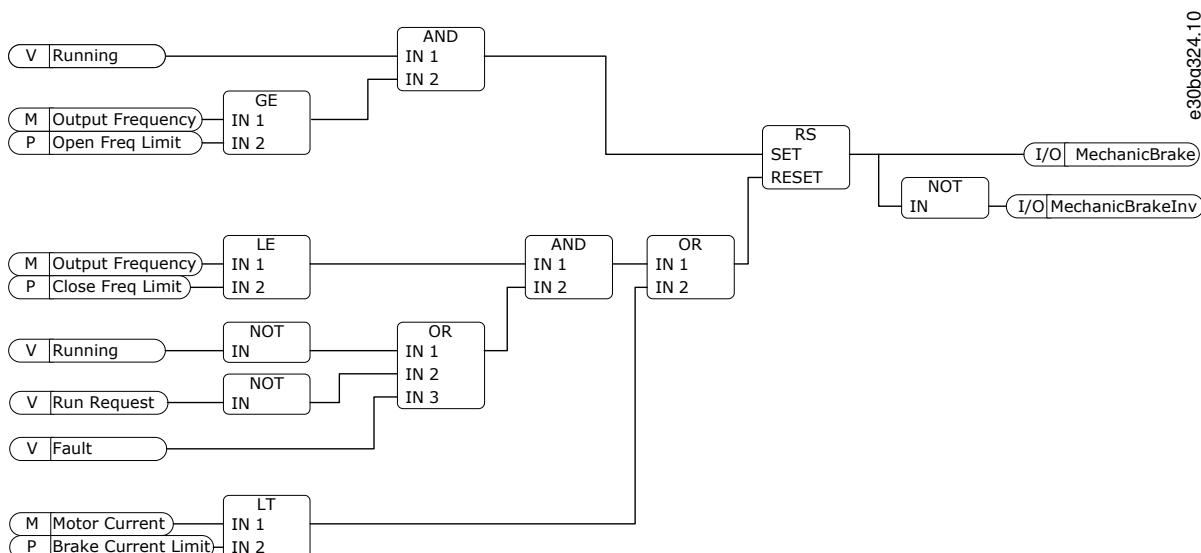 e30bg324.10
AND
V Running
IN 1
IN 2
GE
M Output Frequency
IN 1
P Open Freq Limit
IN 2
RS
SET
RESET
I/O MechanicBrake
NOT
IN
I/O MechanicBrakeInv
LE
M Output Frequency
IN 1
P Close Freq Limit
IN 2
AND
IN 1
IN 2
OR
IN 1
IN 2
NOT
V Running
IN
OR
IN 1
IN 2
IN 3
NOT
V Run Request
IN
V Fault
LT
M Motor Current
IN 1
P Brake Current Limit
IN 2